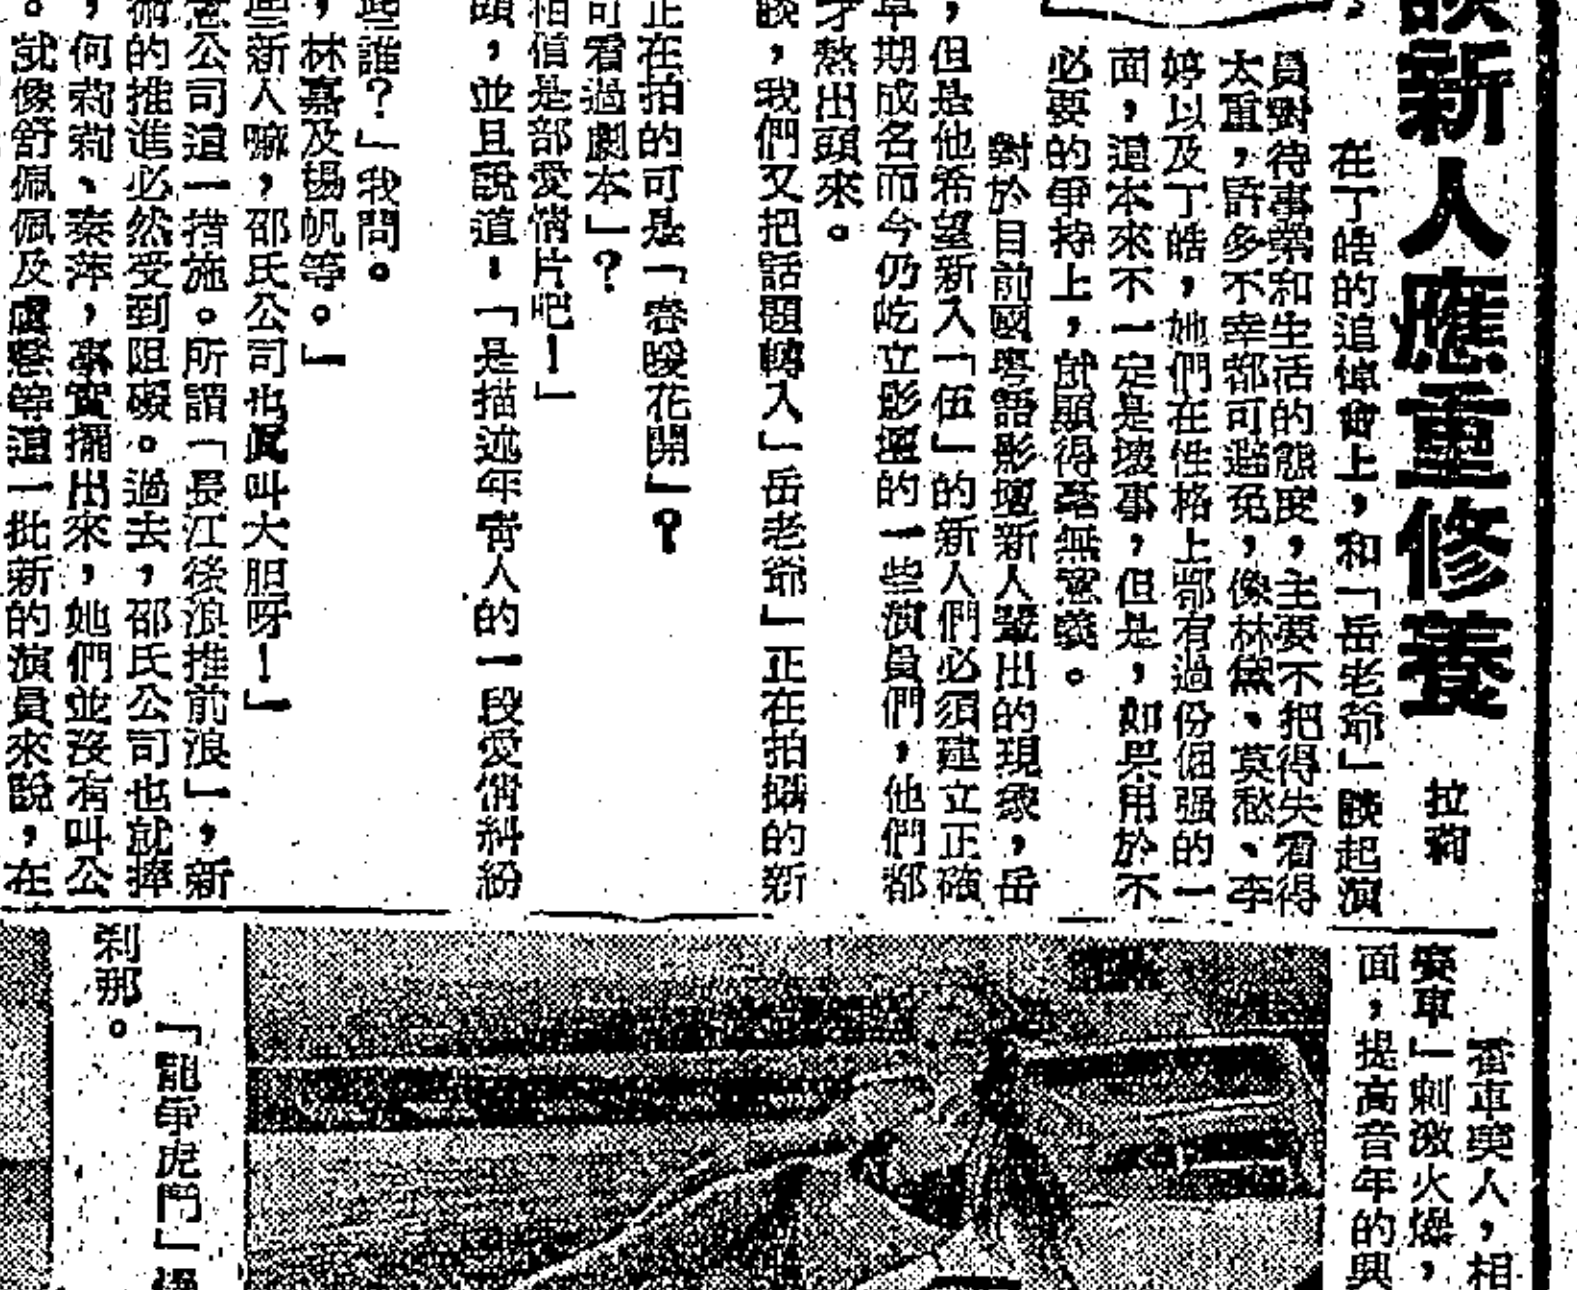 談新人應重修養
拉莉
在丁皓的追悼會上,和「岳老爺」談起演
員對待事業和生活的態度,主要不把得失看得
太重,許多不幸都可避免,像林黛、莫愁、李
婷以及丁皓,她們在性格上都有過份倔强的一
面,這本來不一定是壞事,但是,如果用於不
必要的爭持上,就顯得毫無意義。
對於目前國粵語影壇新人輩出的現象,岳
,但是他希望新入「伍」的新人們必須建立正確
早期成名而今仍屹立影壇的一些演員們,他們都
才熬出頭來。
談,我們又把話題轉入」岳老爺」正在拍攝的新
正在拍的可是「春暖花開」?
可看過劇本」?
相信是部愛情片吧!」
頭,並且說道:「是描述年靑人的一段愛情糾紛
些誰?」我問。
,林嘉及楊帆等。」
些新人嘛,邵氏公司也眞叫大胆呀!」
公司這一措施。所謂「長江後浪推前浪」,新
術的推進必然受到阻礙。過去,邵氏公司也就捧
,何莉莉、秦萍,事實擺出來,她們並沒有叫公
。就像舒佩佩及虞慧等這一批新的演員來說,在
看車與人,相
賽車」刺激火爆,
面,提高音年的興
剎那。
「龍爭虎鬥」